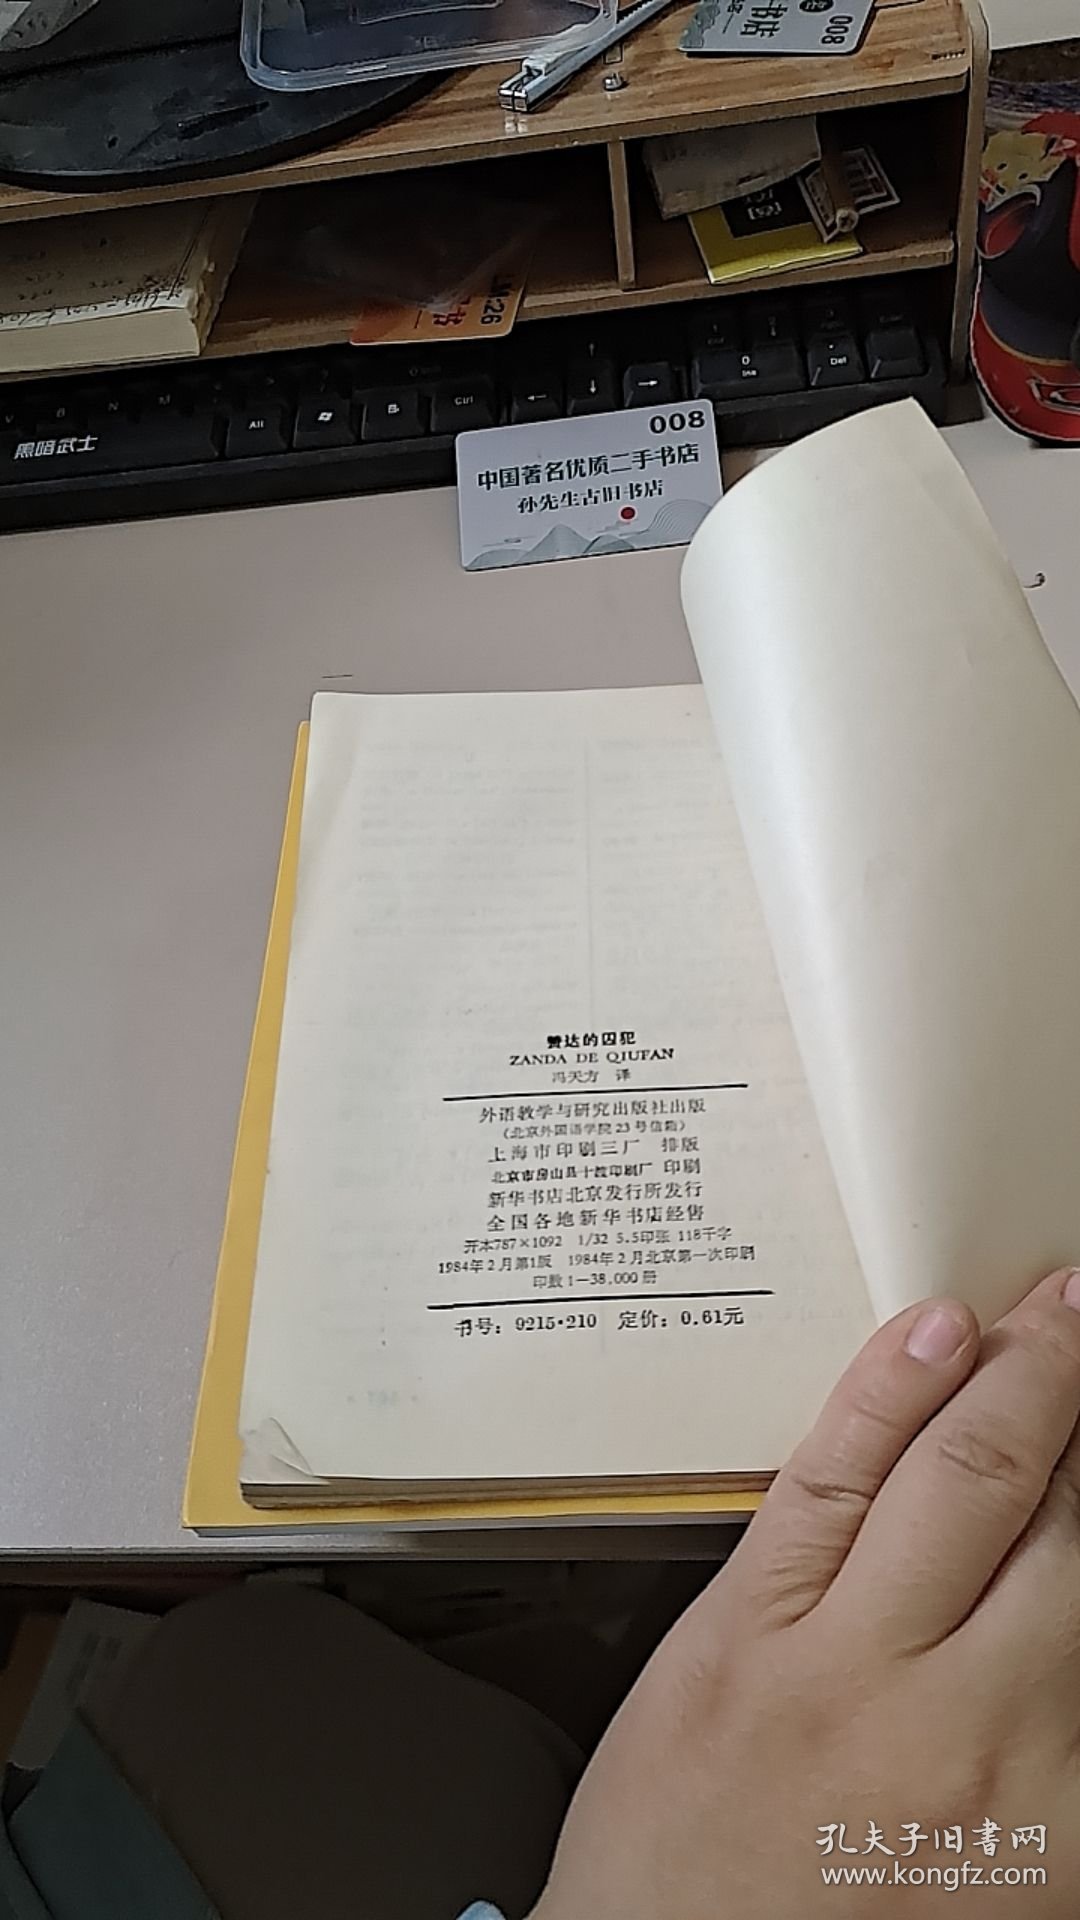 008
V B N M
Alt
Ctrl
0
Ins
.
Del
Enter
黑暗武士
008
中国著名优质二手书店
孙先生古旧书店
赞达的囚犯
ZANDA DE QIUFAN
冯天方 译
外语教学与研究出版社出版
(北京外国语学院23号信箱)
上海市印刷三厂 排版
北京市房山县十渡印刷厂 印刷
新华书店北京发行所发行
全国各地新华书店经售
开本787×1092 1/32 5.5印张 118千字
1984年2月第1版 1984年2月北京第一次印刷
印数1—38,000册
书号: 9215·210 定价: 0.61元
孔夫子旧书网
www.kongfz.com